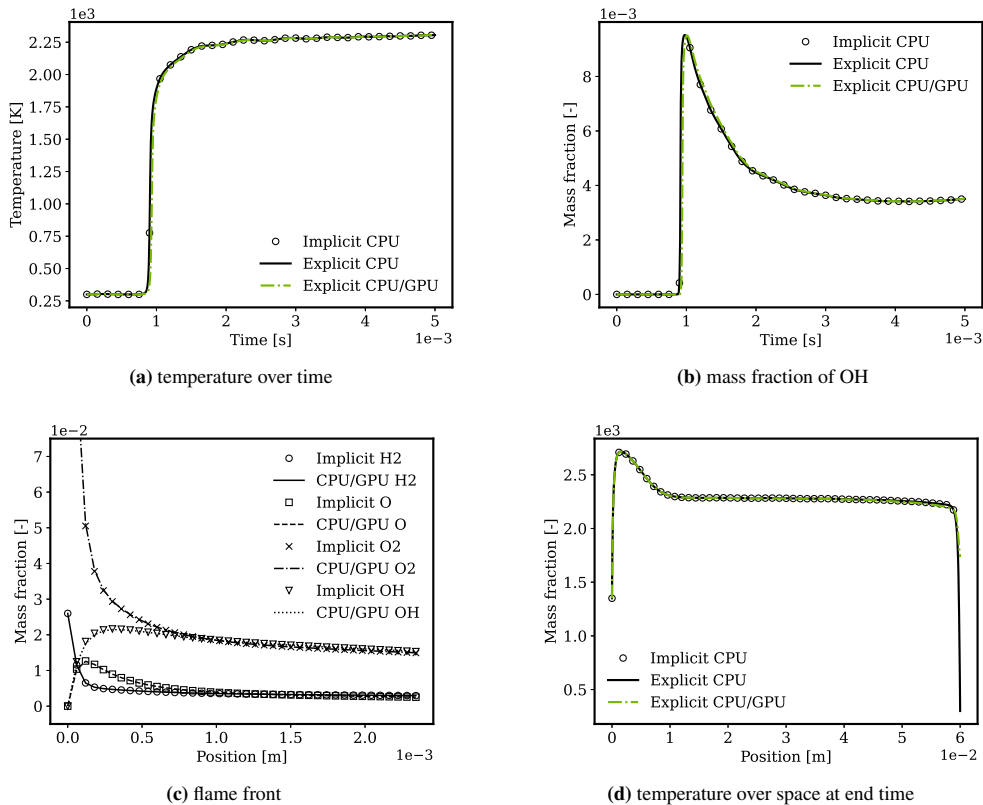 1e3
2.25
2.00
1.75
1.50
1.25
1.00
0.75
0.50
0.25
Temperature [K]
Implicit CPU
Explicit CPU
Explicit CPU/GPU
0 1 2 3 4 5
Time [s]
1e−3
(a) temperature over time
1e−3
8
6
4
2
0
Mass fraction [-]
Implicit CPU
Explicit CPU
Explicit CPU/GPU
0 1 2 3 4 5
Time [s]
1e−3
(b) mass fraction of OH
1e−2
7
6
5
4
3
2
1
0
Mass fraction [-]
Implicit H2
CPU/GPU H2
Implicit O
CPU/GPU O
Implicit O2
CPU/GPU O2
Implicit OH
CPU/GPU OH
0.0 0.5 1.0 1.5 2.0
Position [m]
1e−3
(c) flame front
1e3
2.5
2.0
1.5
1.0
0.5
Mass fraction [-]
Implicit CPU
Explicit CPU
Explicit CPU/GPU
0 1 2 3 4 5 6
Position [m]
1e−2
(d) temperature over space at end time